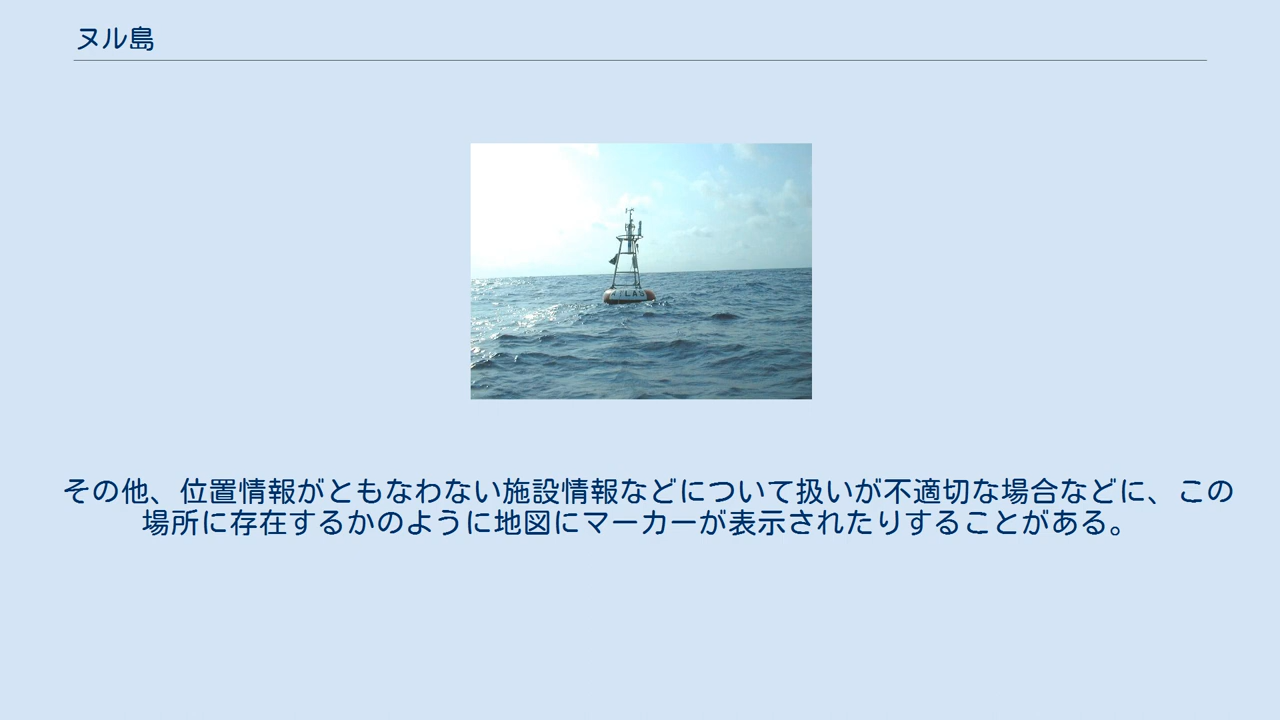 ヌル島
その他、位置情報がともなわない施設情報などについて扱いが不適切な場合などに、この
場所に存在するかのように地図にマーカーが表示されたりすることがある。